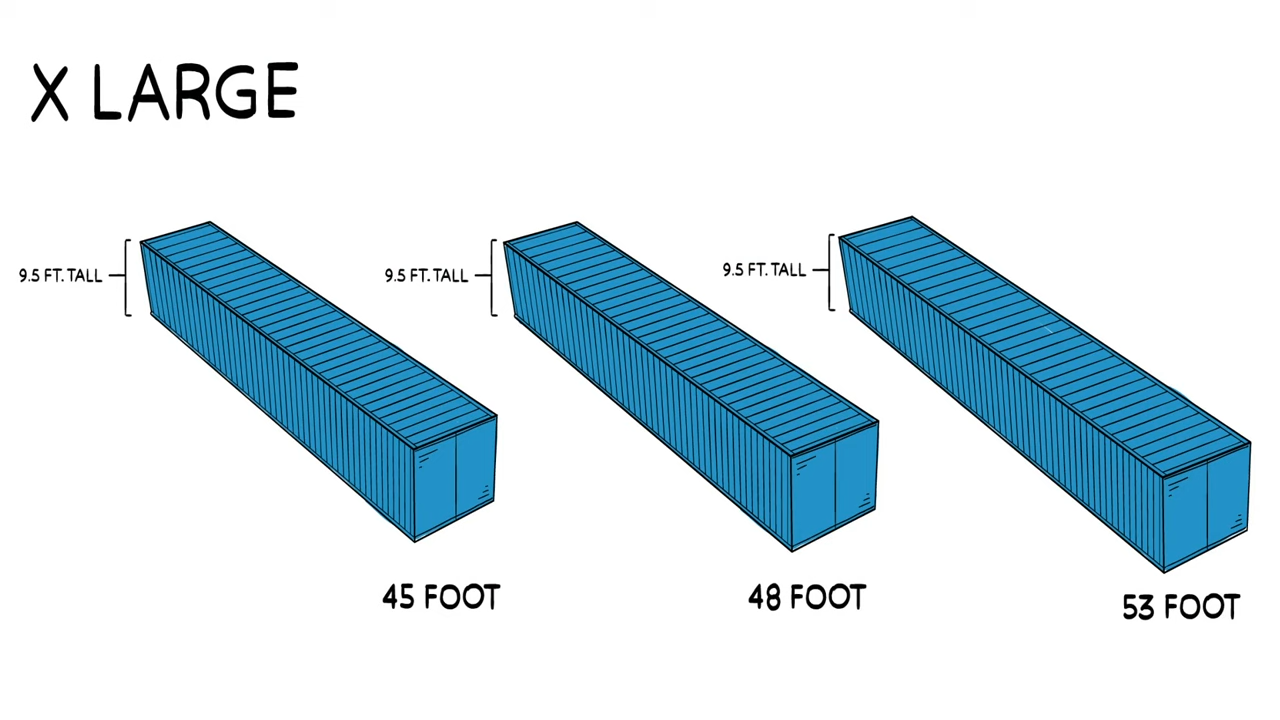 X LARGE
9.5 FT. TALL
9.5 FT. TALL
9.5 FT. TALL
45 FOOT
48 FOOT
53 FOOT